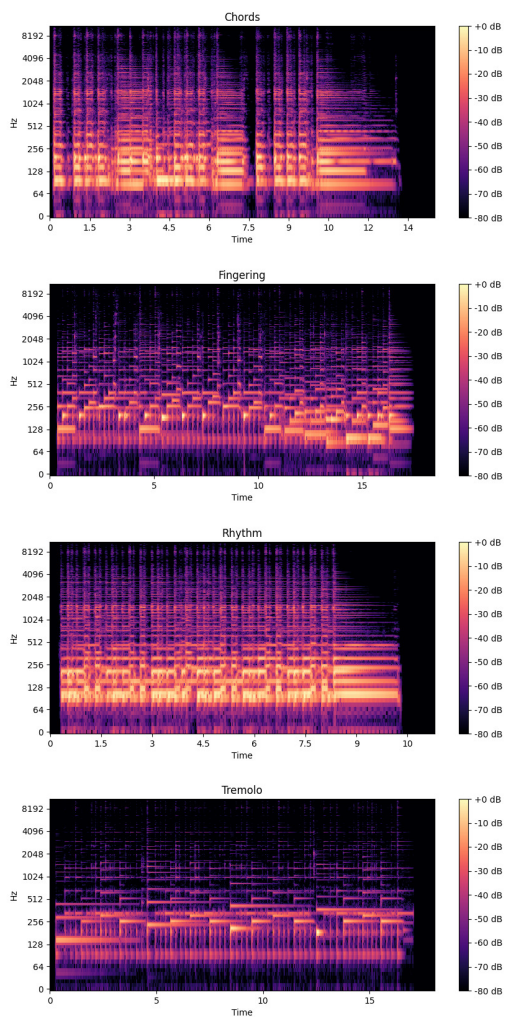 Chords
8192
4096
2048
1024
512
256
128
64
0
Hz
0 1.5 3 4.5 6 7.5 9 10.5 12 14
Time
+0 dB
-10 dB
-20 dB
-30 dB
-40 dB
-50 dB
-60 dB
-70 dB
-80 dB
Fingering
8192
4096
2048
1024
512
256
128
64
0
Hz
0 5 10 15
Time
+0 dB
-10 dB
-20 dB
-30 dB
-40 dB
-50 dB
-60 dB
-70 dB
-80 dB
Rhythm
8192
4096
2048
1024
512
256
128
64
0
Hz
0 1.5 3 4.5 6 7.5 9 10
Time
+0 dB
-10 dB
-20 dB
-30 dB
-40 dB
-50 dB
-60 dB
-70 dB
-80 dB
Tremolo
8192
4096
2048
1024
512
256
128
64
0
Hz
0 5 10 15
Time
+0 dB
-10 dB
-20 dB
-30 dB
-40 dB
-50 dB
-60 dB
-70 dB
-80 dB